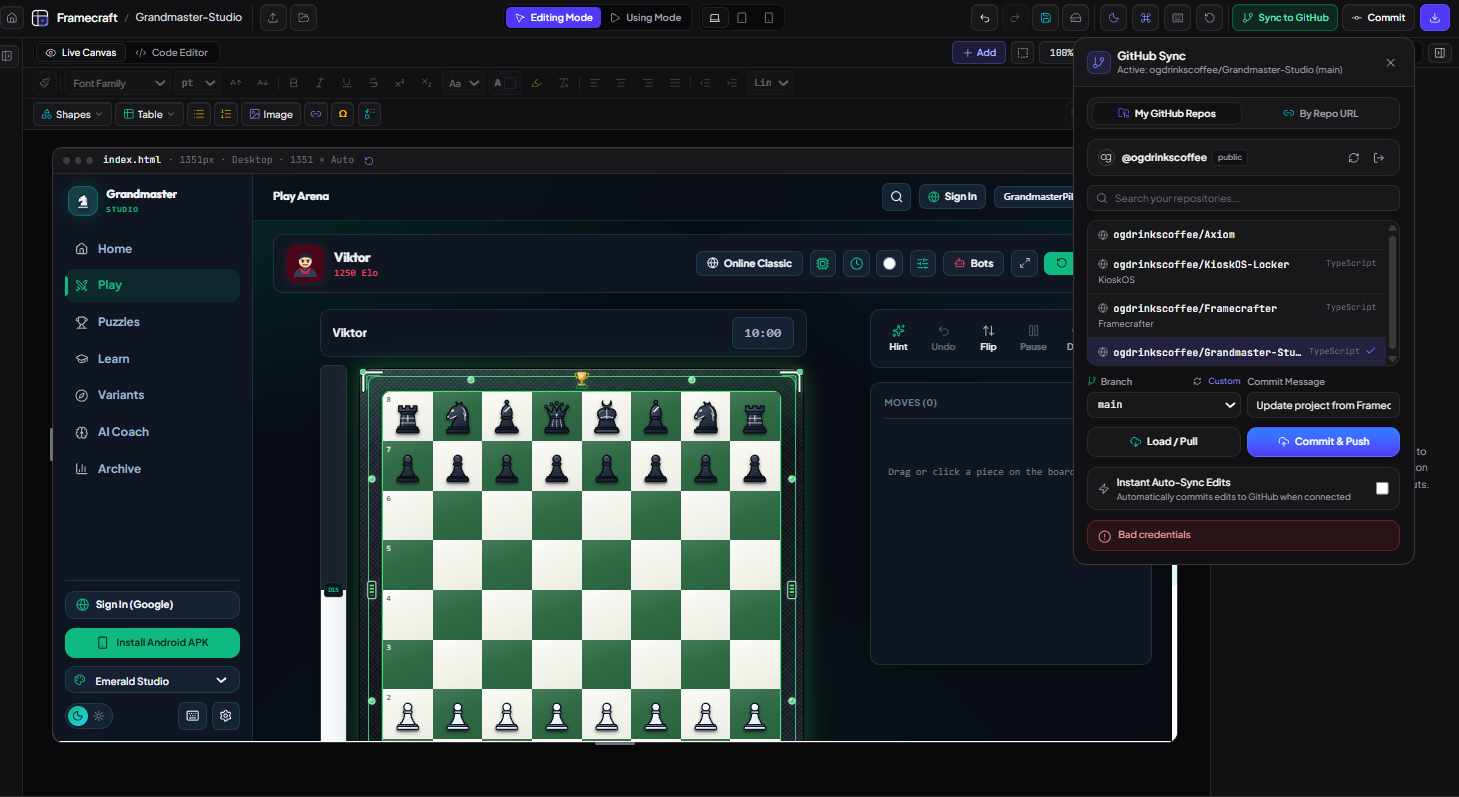 Framecraft / Grandmaster-Studio
Editing Mode
Using Mode
Sync to GitHub
Commit
Live Canvas
Code Editor
Add
100%
Font Family
pt
B
I
U
S
Aa
A
Lin
Shapes
Table
Image
Ω
index.html · 1351px · Desktop · 1351 × Auto
Grandmaster
STUDIO
Home
Play
Puzzles
Learn
Variants
AI Coach
Archive
Sign In (Google)
Install Android APK
Emerald Studio
Play Arena
Sign In
GrandmasterPil
Viktor
1250 Elo
Online Classic
Bots
Viktor
10:00
Hint
Undo
Flip
Pause
D
MOVES (0)
Drag or click a piece on the boar
8
7
6
5
4
3
2
GitHub Sync
Active: ogdrinkscoffee/Grandmaster-Studio (main)
My GitHub Repos
By Repo URL
@ogdrinkscoffee
public
Search your repositories...
ogdrinkscoffee/Axiom
ogdrinkscoffee/KioskOS-Locker
TypeScript
KioskOS
ogdrinkscoffee/Framecrafter
TypeScript
Framecrafter
ogdrinkscoffee/Grandmaster-Stu...
TypeScript
Branch
Custom
Commit Message
main
Update project from Framec
Load / Pull
Commit & Push
Instant Auto-Sync Edits
Automatically commits edits to GitHub when connected
Bad credentials
to
on
uts.